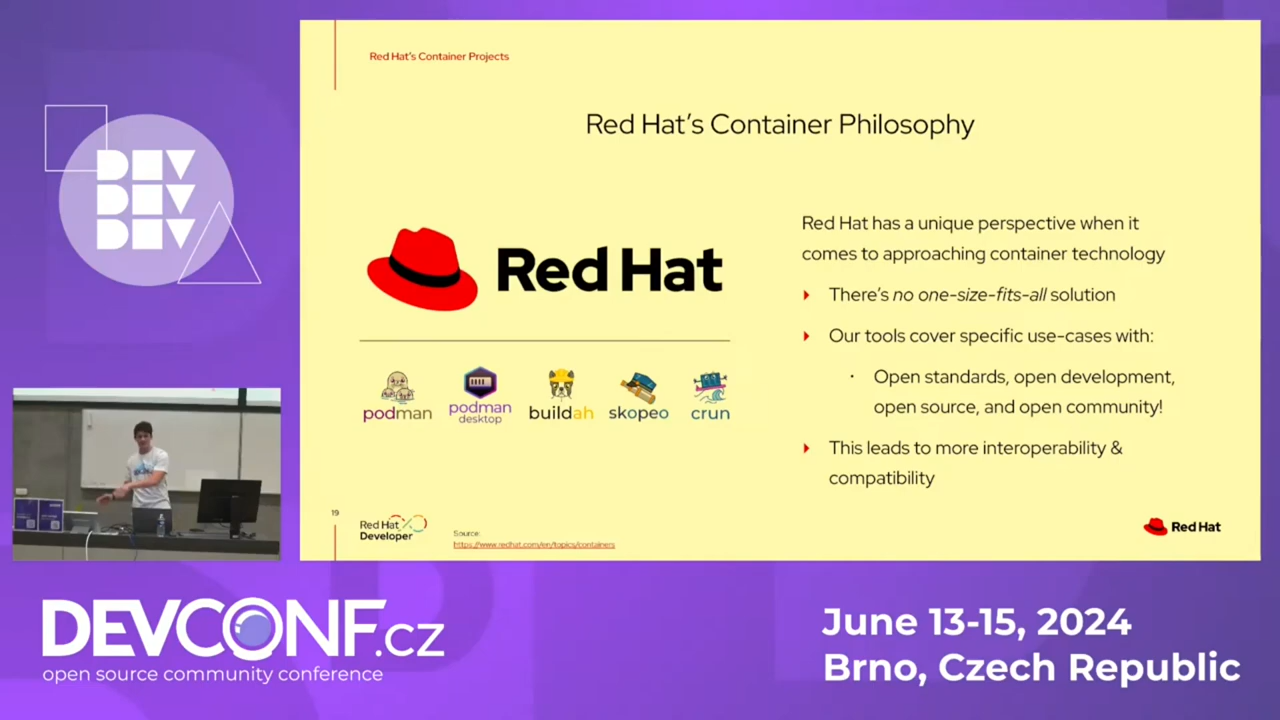 Red Hat's Container Projects
Red Hat's Container Philosophy
DEV
DEV
DEV
Red Hat
podman
podman
desktop
buildah
skopeo
crun
Red Hat has a unique perspective when it
comes to approaching container technology
There's no one-size-fits-all solution
Our tools cover specific use-cases with:
Open standards, open development,
open source, and open community!
This leads to more interoperability &
compatibility
19
Red Hat
Developer
Source:
https://www.redhat.com/en/topics/containers
Red Hat
DEVCONF.cz
open source community conference
June 13-15, 2024
Brno, Czech Republic